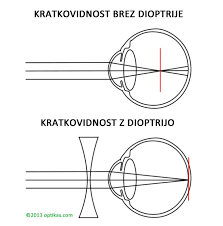 KRATKOVIDNOST BREZ DIOPTRIJE
KRATKOVIDNOST Z DIOPTRIJO
©2013 optikas.com